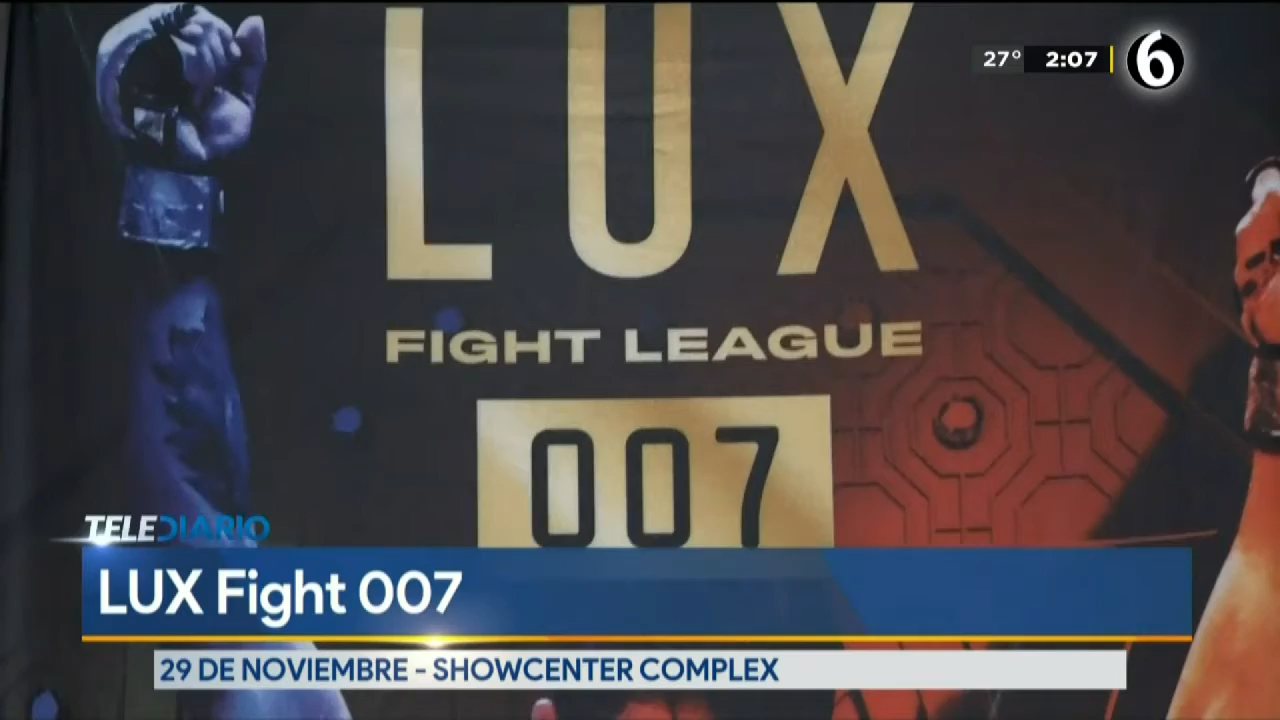 LUX
27° 2:07 6
FIGHT LEAGUE
007
TELEDIARIO
LUX Fight 007
29 DE NOVIEMBRE - SHOWCENTER COMPLEX